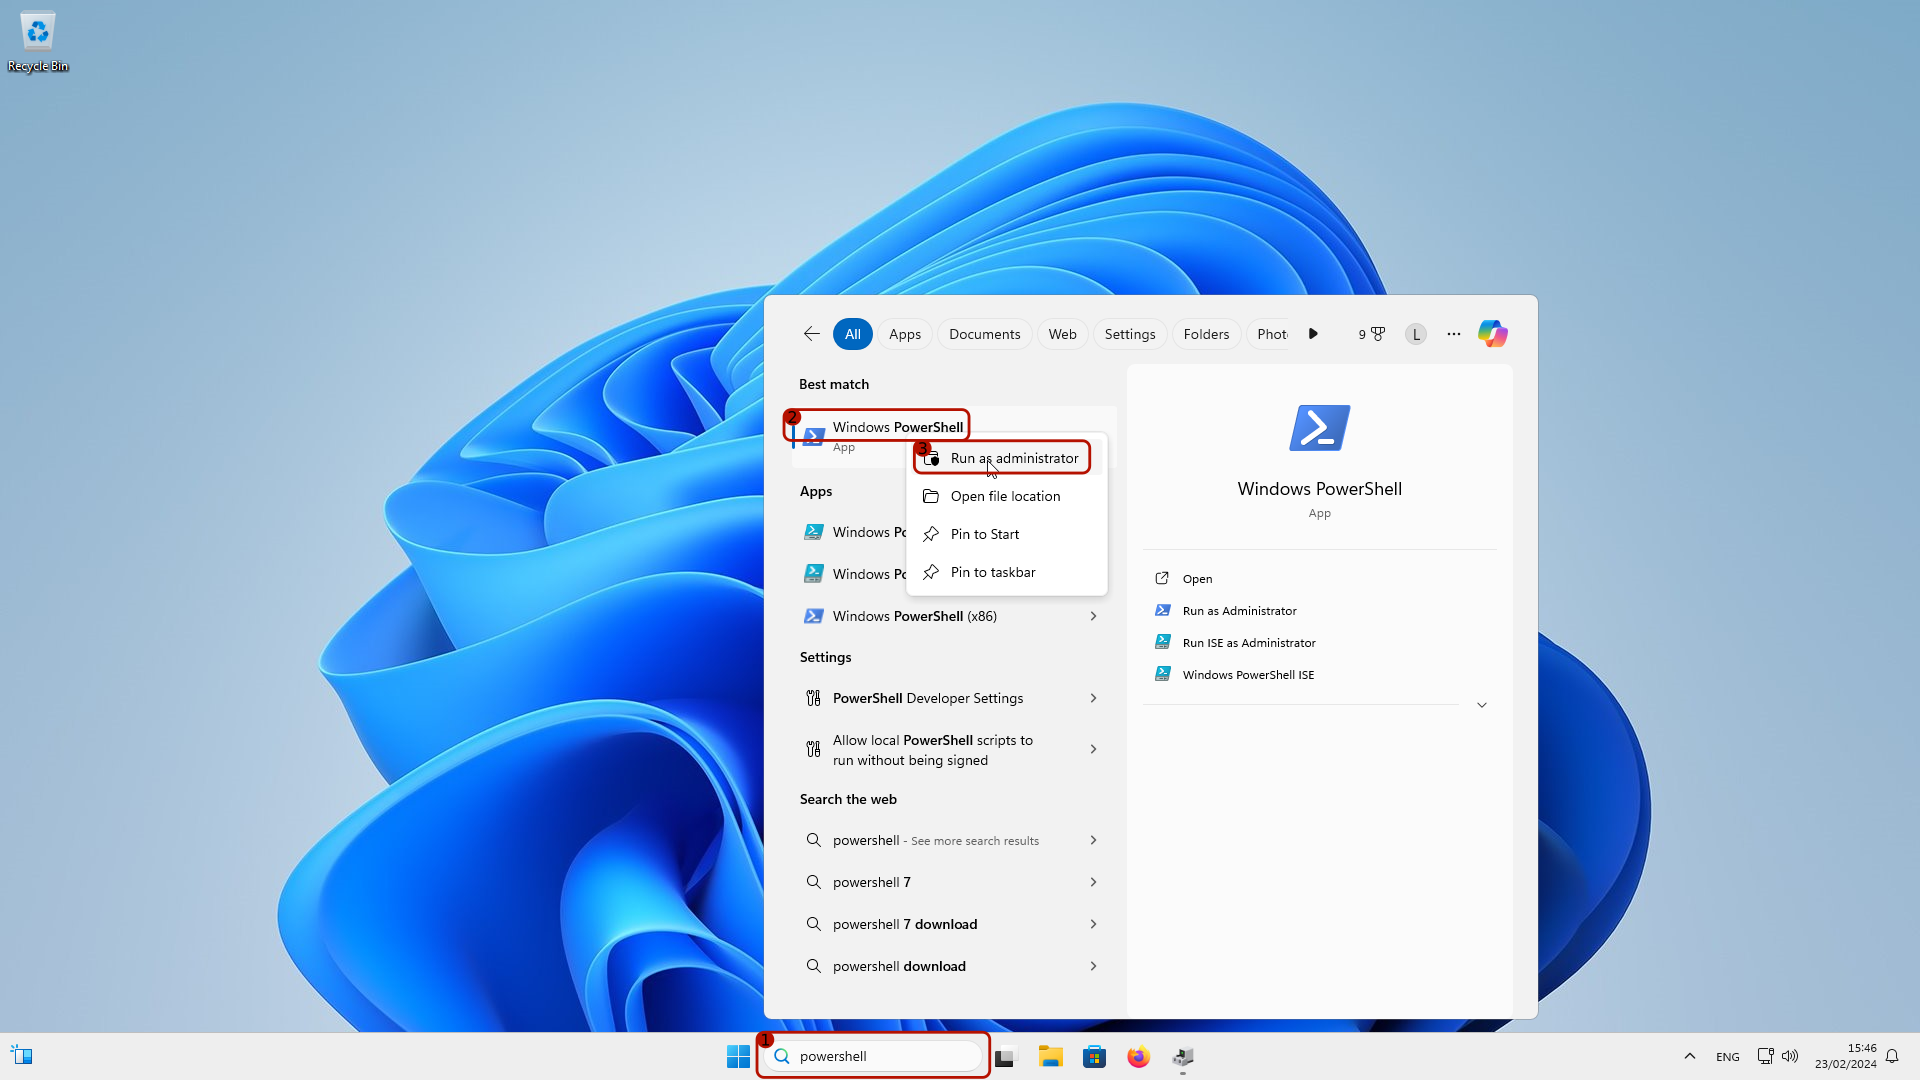 Recycle Bin
All
Apps
Documents
Web
Settings
Folders
Phot
9
L
Best match
2
Windows PowerShell
App
3
Run as administrator
Open file location
Pin to Start
Pin to taskbar
Apps
Windows Po
Windows Po
Windows PowerShell (x86)
Settings
PowerShell Developer Settings
Allow local PowerShell scripts to
run without being signed
Search the web
powershell - See more search results
powershell 7
powershell 7 download
powershell download
Windows PowerShell
App
Open
Run as Administrator
Run ISE as Administrator
Windows PowerShell ISE
1
powershell
ENG
15:46
23/02/2024